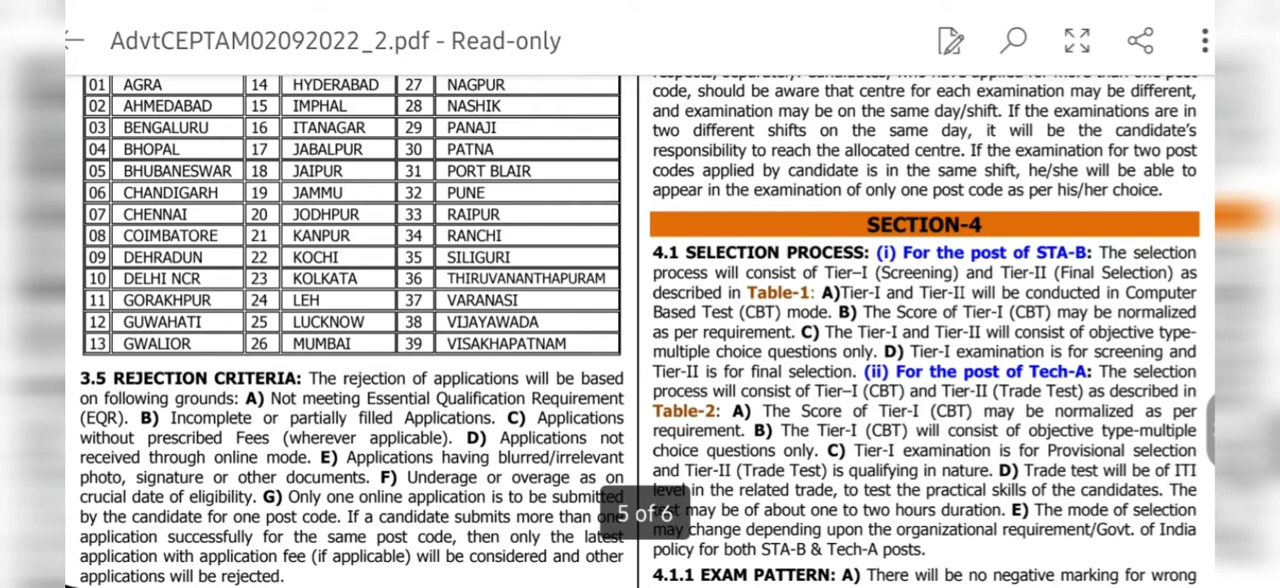 AdvtCEPTAM02092022_2.pdf - Read-only
01 AGRA 14 HYDERABAD 27 NAGPUR
02 AHMEDABAD 15 IMPHAL 28 NASHIK
03 BENGALURU 16 ITANAGAR 29 PANAJI
04 BHOPAL 17 JABALPUR 30 PATNA
05 BHUBANESWAR 18 JAIPUR 31 PORT BLAIR
06 CHANDIGARH 19 JAMMU 32 PUNE
07 CHENNAI 20 JODHPUR 33 RAIPUR
08 COIMBATORE 21 KANPUR 34 RANCHI
09 DEHRADUN 22 KOCHI 35 SILIGURI
10 DELHI NCR 23 KOLKATA 36 THIRUVANANTHAPURAM
11 GORAKHPUR 24 LEH 37 VARANASI
12 GUWAHATI 25 LUCKNOW 38 VIJAYAWADA
13 GWALIOR 26 MUMBAI 39 VISAKHAPATNAM
3.5 REJECTION CRITERIA: The rejection of applications will be based
on following grounds: A) Not meeting Essential Qualification Requirement
(EQR). B) Incomplete or partially filled Applications. C) Applications
without prescribed Fees (wherever applicable). D) Applications not
received through online mode. E) Applications having blurred/irrelevant
photo, signature or other documents. F) Underage or overage as on
crucial date of eligibility. G) Only one online application is to be submitted
by the candidate for one post code. If a candidate submits more than one
application successfully for the same post code, then only the latest
application with application fee (if applicable) will be considered and other
applications will be rejected.
5 of 6
code, should be aware that centre for each examination may be different,
and examination may be on the same day/shift. If the examinations are in
two different shifts on the same day, it will be the candidate's
responsibility to reach the allocated centre. If the examination for two post
codes applied by candidate is in the same shift, he/she will be able to
appear in the examination of only one post code as per his/her choice.
SECTION-4
4.1 SELECTION PROCESS: (i) For the post of STA-B: The selection
process will consist of Tier–I (Screening) and Tier-II (Final Selection) as
described in Table-1: A)Tier-I and Tier-II will be conducted in Computer
Based Test (CBT) mode. B) The Score of Tier-I (CBT) may be normalized
as per requirement. C) The Tier-I and Tier-II will consist of objective type-
multiple choice questions only. D) Tier-I examination is for screening and
Tier-II is for final selection. (ii) For the post of Tech-A: The selection
process will consist of Tier–I (CBT) and Tier-II (Trade Test) as described in
Table-2: A) The Score of Tier-I (CBT) may be normalized as per
requirement. B) The Tier-I (CBT) will consist of objective type-multiple
choice questions only. C) Tier-I examination is for Provisional selection
and Tier-II (Trade Test) is qualifying in nature. D) Trade test will be of ITI
level in the related trade, to test the practical skills of the candidates. The
may be of about one to two hours duration. E) The mode of selection
may change depending upon the organizational requirement/Govt. of India
policy for both STA-B & Tech-A posts.
4.1.1 EXAM PATTERN: A) There will be no negative marking for wrong